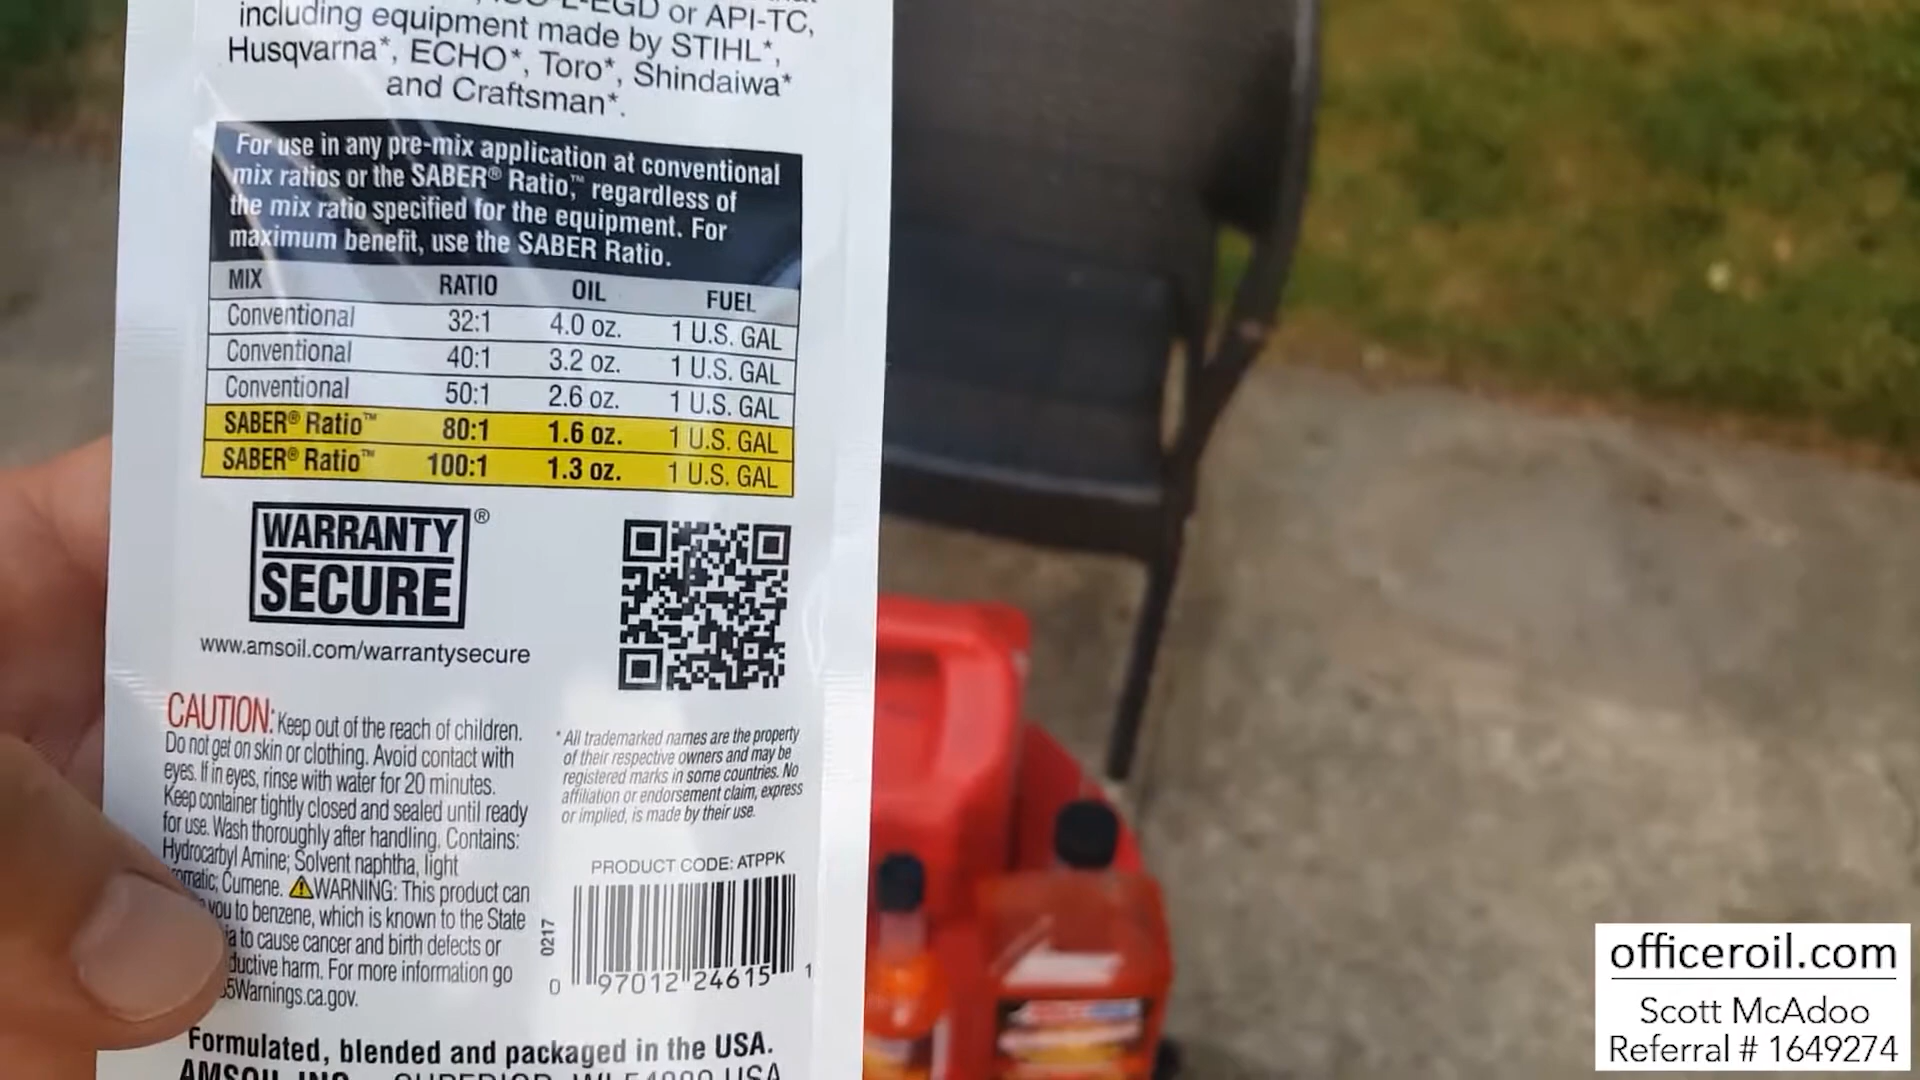 L-EGD or API-TC,
including equipment made by STIHL*,
Husqvarna*, ECHO*, Toro*, Shindaiwa*
and Craftsman*.
For use in any pre-mix application at conventional
mix ratios or the SABER® Ratio,™ regardless of
the mix ratio specified for the equipment. For
maximum benefit, use the SABER Ratio.
MIX RATIO OIL FUEL
Conventional 32:1 4.0 oz. 1 U.S. GAL
Conventional 40:1 3.2 oz. 1 U.S. GAL
Conventional 50:1 2.6 oz. 1 U.S. GAL
SABER® Ratio™ 80:1 1.6 oz. 1 U.S. GAL
SABER® Ratio™ 100:1 1.3 oz. 1 U.S. GAL
WARRANTY ®
SECURE
www.amsoil.com/warrantysecure
CAUTION: Keep out of the reach of children.
Do not get on skin or clothing. Avoid contact with
eyes. If in eyes, rinse with water for 20 minutes.
Keep container tightly closed and sealed until ready
for use. Wash thoroughly after handling. Contains:
Hydrocarbyl Amine; Solvent naphtha, light
Cumene. WARNING: This product can
you to benzene, which is known to the State
to cause cancer and birth defects or
harm. For more information go
5Warnings.ca.gov.
* All trademarked names are the property
of their respective owners and may be
registered marks in some countries. No
affiliation or endorsement claim, express
or implied, is made by their use.
PRODUCT CODE: ATPPK
0217
0 97012 24615 1
Formulated, blended and packaged in the USA.
AMSOIL INC. SUPERIOR, WI 54880 USA
officeroil.com
Scott McAdoo
Referral # 1649274